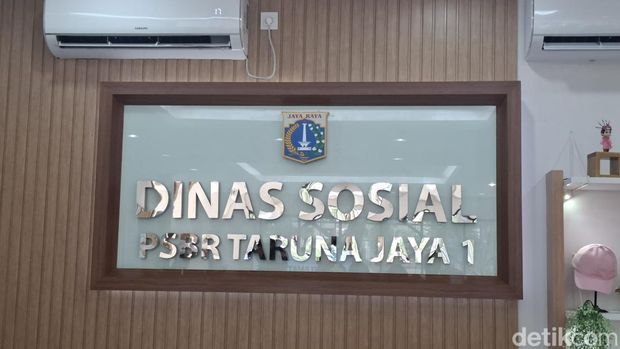 JAYA RAYA
DINAS SOSIAL
PSBR TARUNA JAYA 1
detikcom